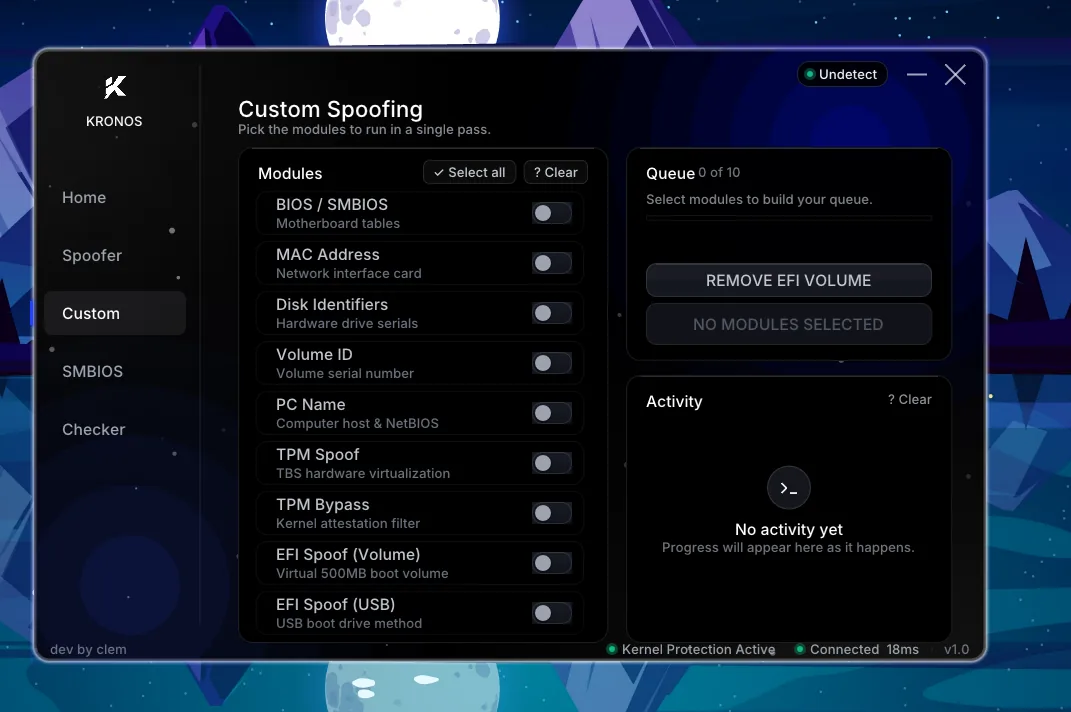 KRONOS
Home
Spoofer
Custom
SMBIOS
Checker
dev by clem
Undetect
Custom Spoofing
Pick the modules to run in a single pass.
Modules
✓ Select all
? Clear
BIOS / SMBIOS
Motherboard tables
MAC Address
Network interface card
Disk Identifiers
Hardware drive serials
Volume ID
Volume serial number
PC Name
Computer host & NetBIOS
TPM Spoof
TBS hardware virtualization
TPM Bypass
Kernel attestation filter
EFI Spoof (Volume)
Virtual 500MB boot volume
EFI Spoof (USB)
USB boot drive method
Queue 0 of 10
Select modules to build your queue.
REMOVE EFI VOLUME
NO MODULES SELECTED
Activity
? Clear
>_
No activity yet
Progress will appear here as it happens.
Kernel Protection Active
Connected 18ms
v1.0